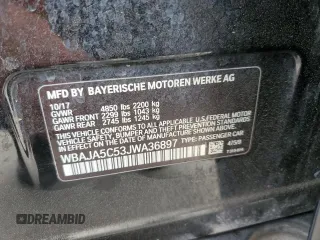 MFD. BY BAYERISCHE MOTOREN WERKE AG
10/17
GVWR 4850 lbs 2200 kg
GAWR FRONT 2299 lbs 1043 kg
GAWR REAR 2745 lbs 1245 kg
THIS VEHICLE CONFORMS TO ALL APPLICABLE U.S. FEDERAL MOTOR
VEHICLE SAFETY, BUMPER, AND THEFT PREVENTION STANDARDS
IN EFFECT ON THE DATE OF MANUFACTURE SHOWN ABOVE.
WBAJA5C53JWA36897 TYPE: PASSENGER CAR
475/8
DREAMBID